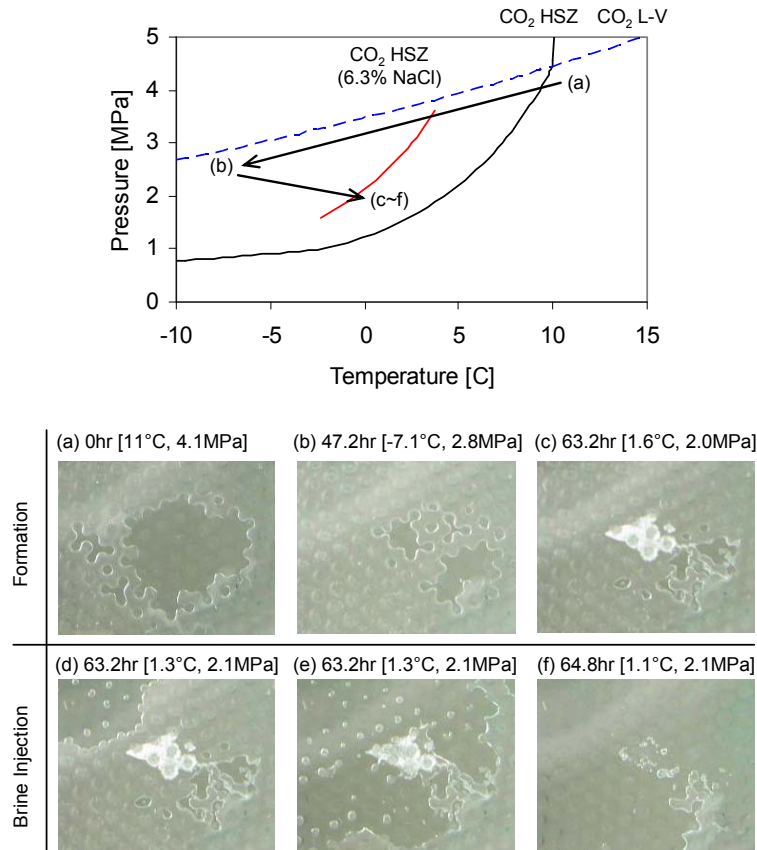 CO₂ HSZ CO₂ L-V
CO₂ HSZ
(6.3% NaCl)
(a)
(b)
(c~f)
5
4
3
2
1
0
Pressure [MPa]
-10 -5 0 5 10 15
Temperature [C]
Formation
(a) 0hr [11°C, 4.1MPa] (b) 47.2hr [-7.1°C, 2.8MPa] (c) 63.2hr [1.6°C, 2.0MPa]
Brine Injection
(d) 63.2hr [1.3°C, 2.1MPa] (e) 63.2hr [1.3°C, 2.1MPa] (f) 64.8hr [1.1°C, 2.1MPa]